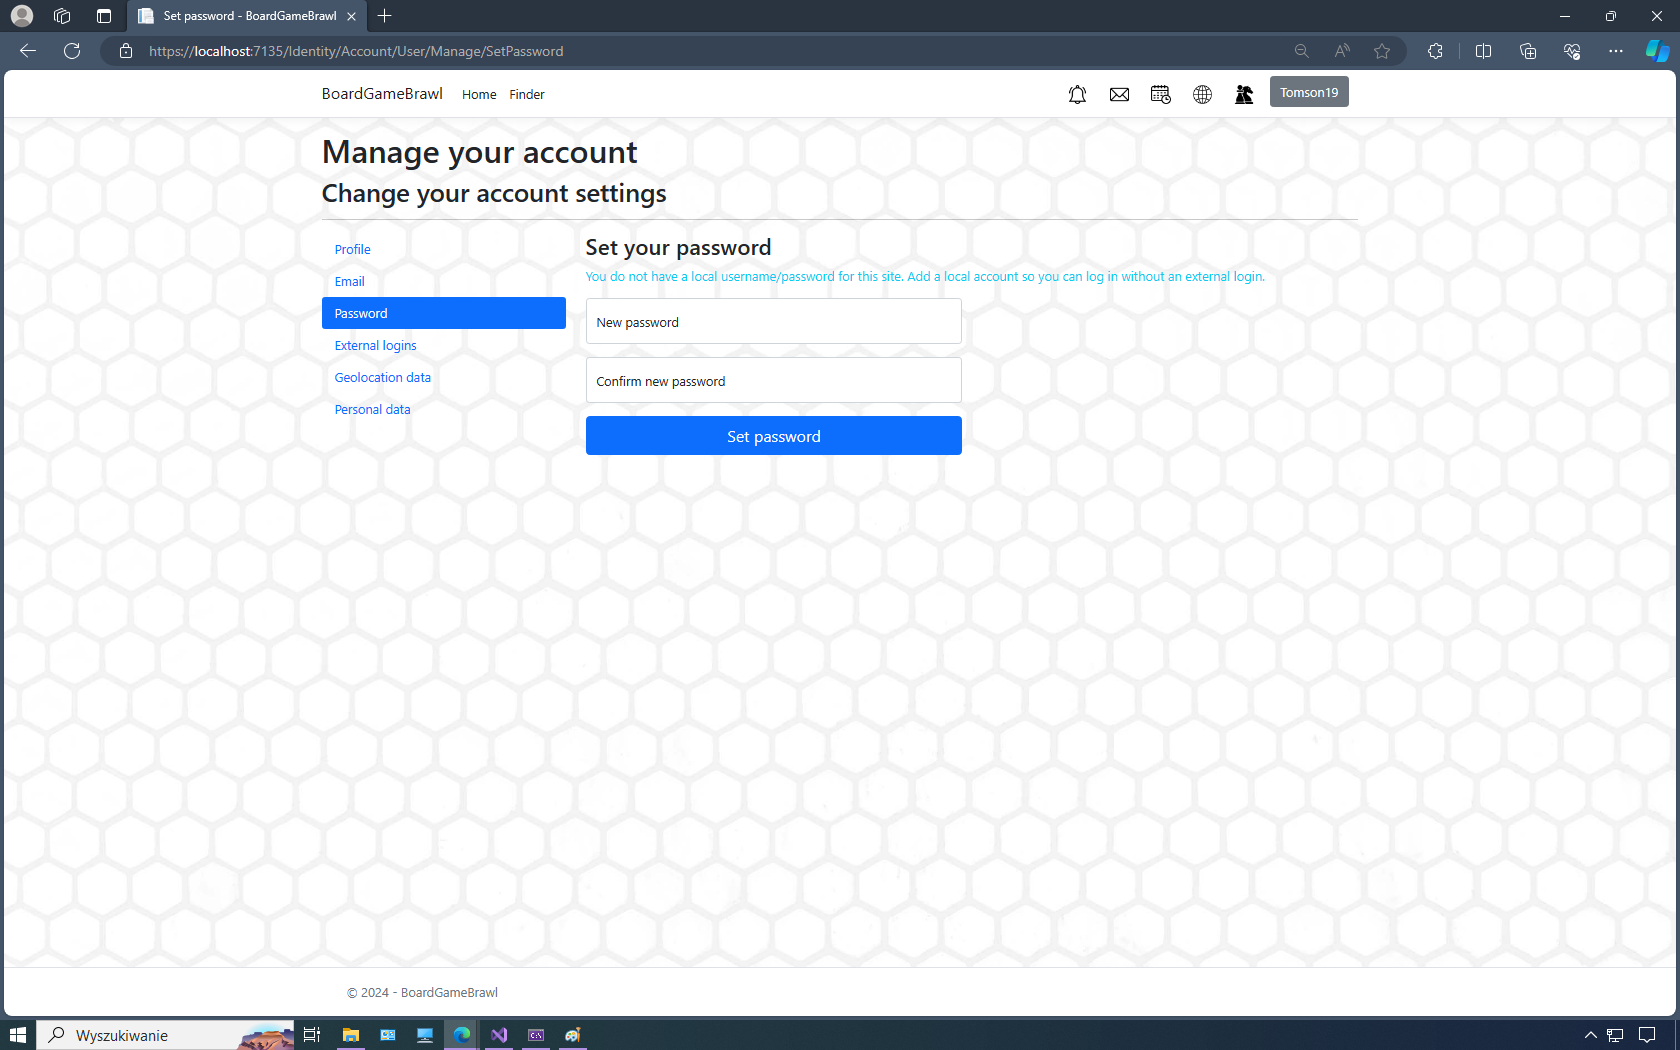 Set password - BoardGameBrawl
https://localhost:7135/Identity/Account/User/Manage/SetPassword
BoardGameBrawl Home Finder Tomson19
Manage your account
Change your account settings
Profile
Email
Password
External logins
Geolocation data
Personal data
Set your password
You do not have a local username/password for this site. Add a local account so you can log in without an external login.
New password
Confirm new password
Set password
© 2024 - BoardGameBrawl
Wyszukiwanie